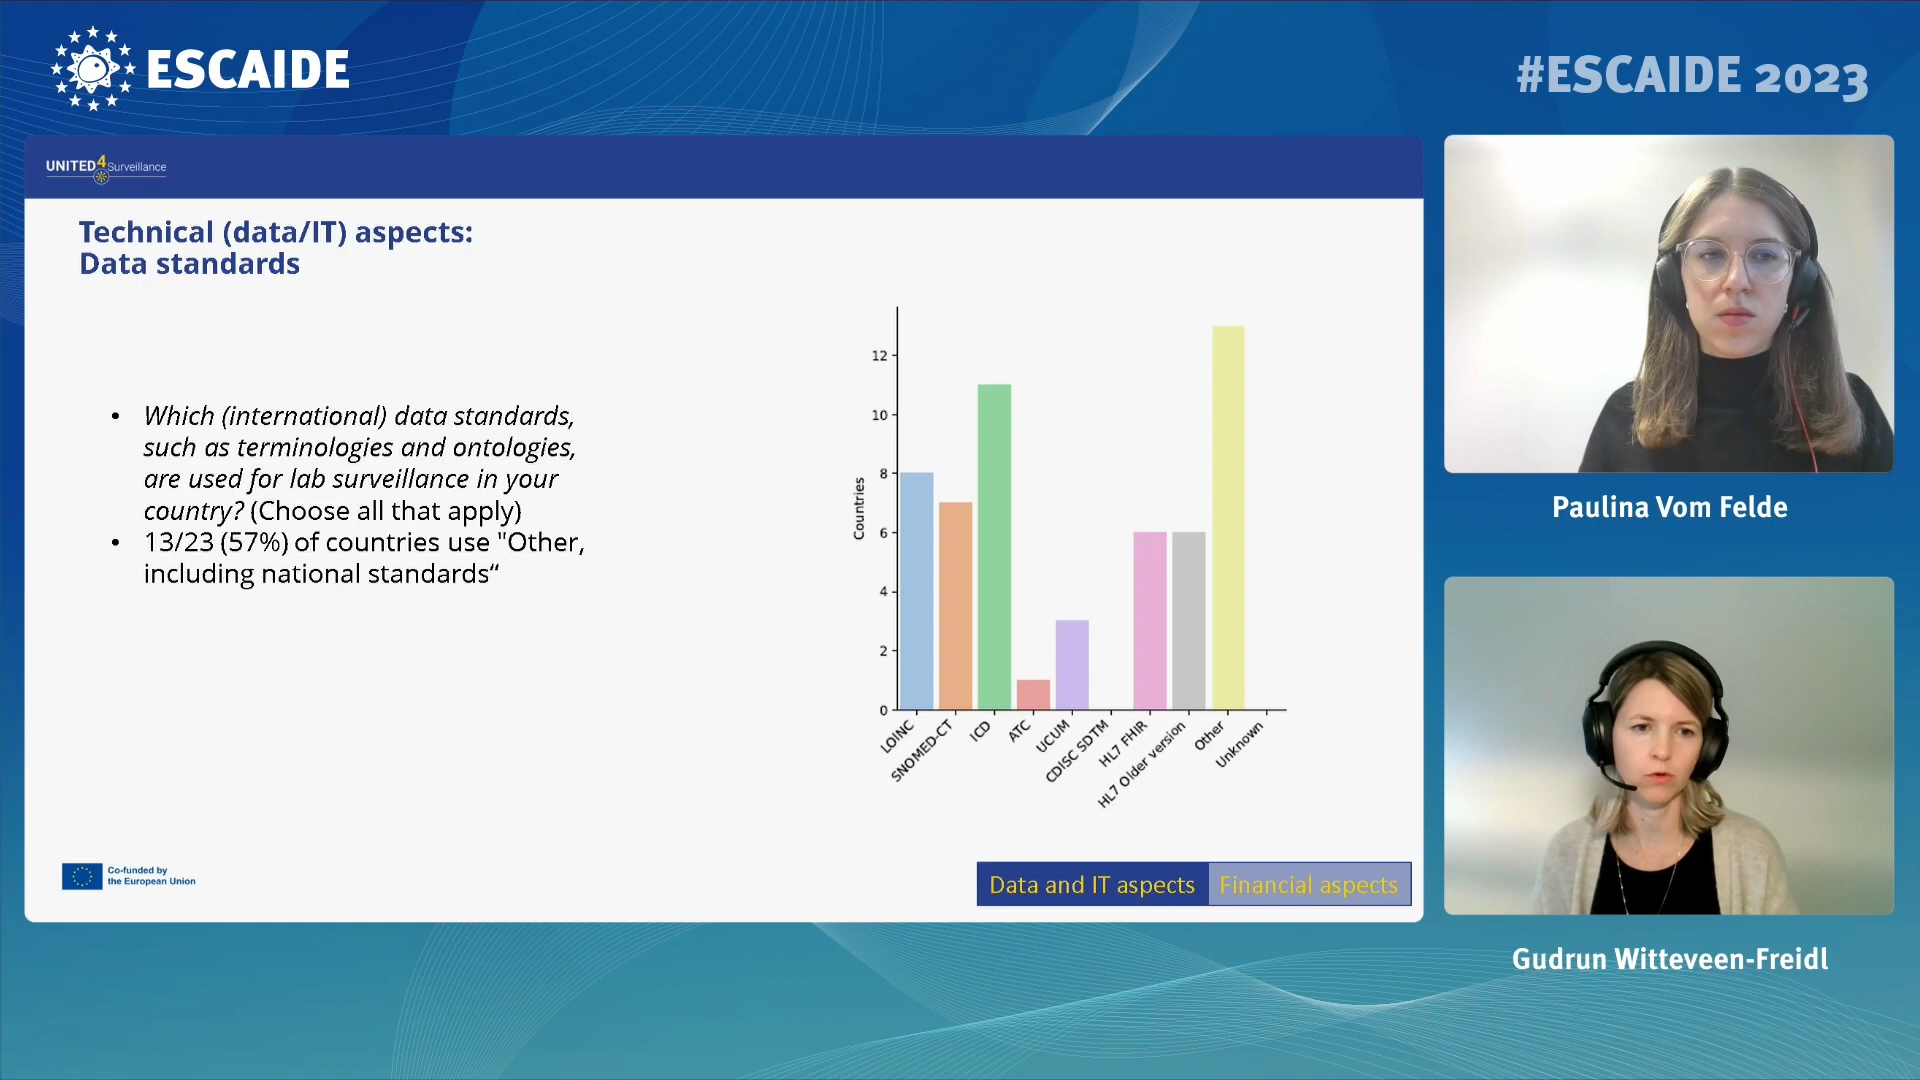 ESCAIDE
#ESCAIDE 2023
UNITED4Surveillance
Technical (data/IT) aspects:
Data standards
• Which (international) data standards,
such as terminologies and ontologies,
are used for lab surveillance in your
country? (Choose all that apply)
• 13/23 (57%) of countries use "Other,
including national standards“
Countries
12
10
8
6
4
2
0
LOINC
SNOMED-CT
ICD
ATC
UCUM
CDISC SDTM
HL7 FHIR
HL7 Older version
Other
Unknown
Co-funded by
the European Union
Data and IT aspects
Financial aspects
Paulina Vom Felde
Gudrun Witteveen-Freidl